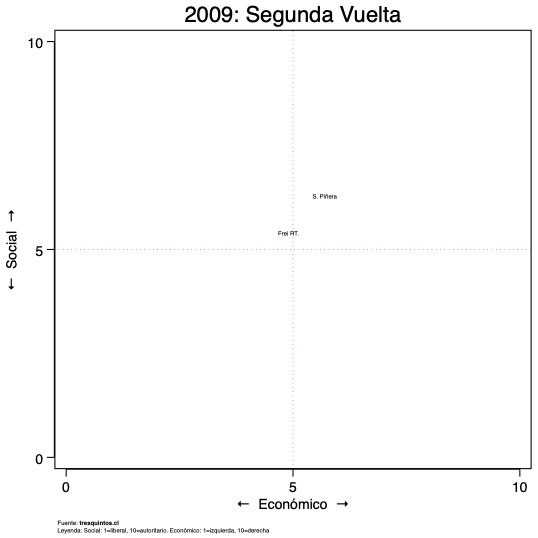 2009: Segunda Vuelta
10
S. Piñera
Frei RT.
← Social →
5
0
0 5 10
← Económico →
Fuente: tresquintos.cl
Leyenda: Social: 1=liberal, 10=autoritario. Económico: 1=izquierda, 10=derecha